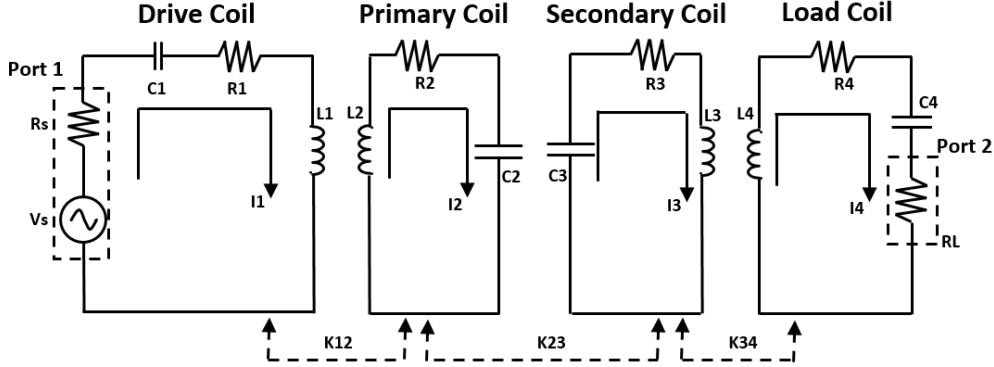 Drive Coil
Primary Coil
Secondary Coil
Load Coil
Port 1
Rs
Vs
C1
R1
L1
I1
L2
R2
C2
I2
C3
R3
L3
I3
L4
R4
C4
I4
Port 2
RL
K12
K23
K34